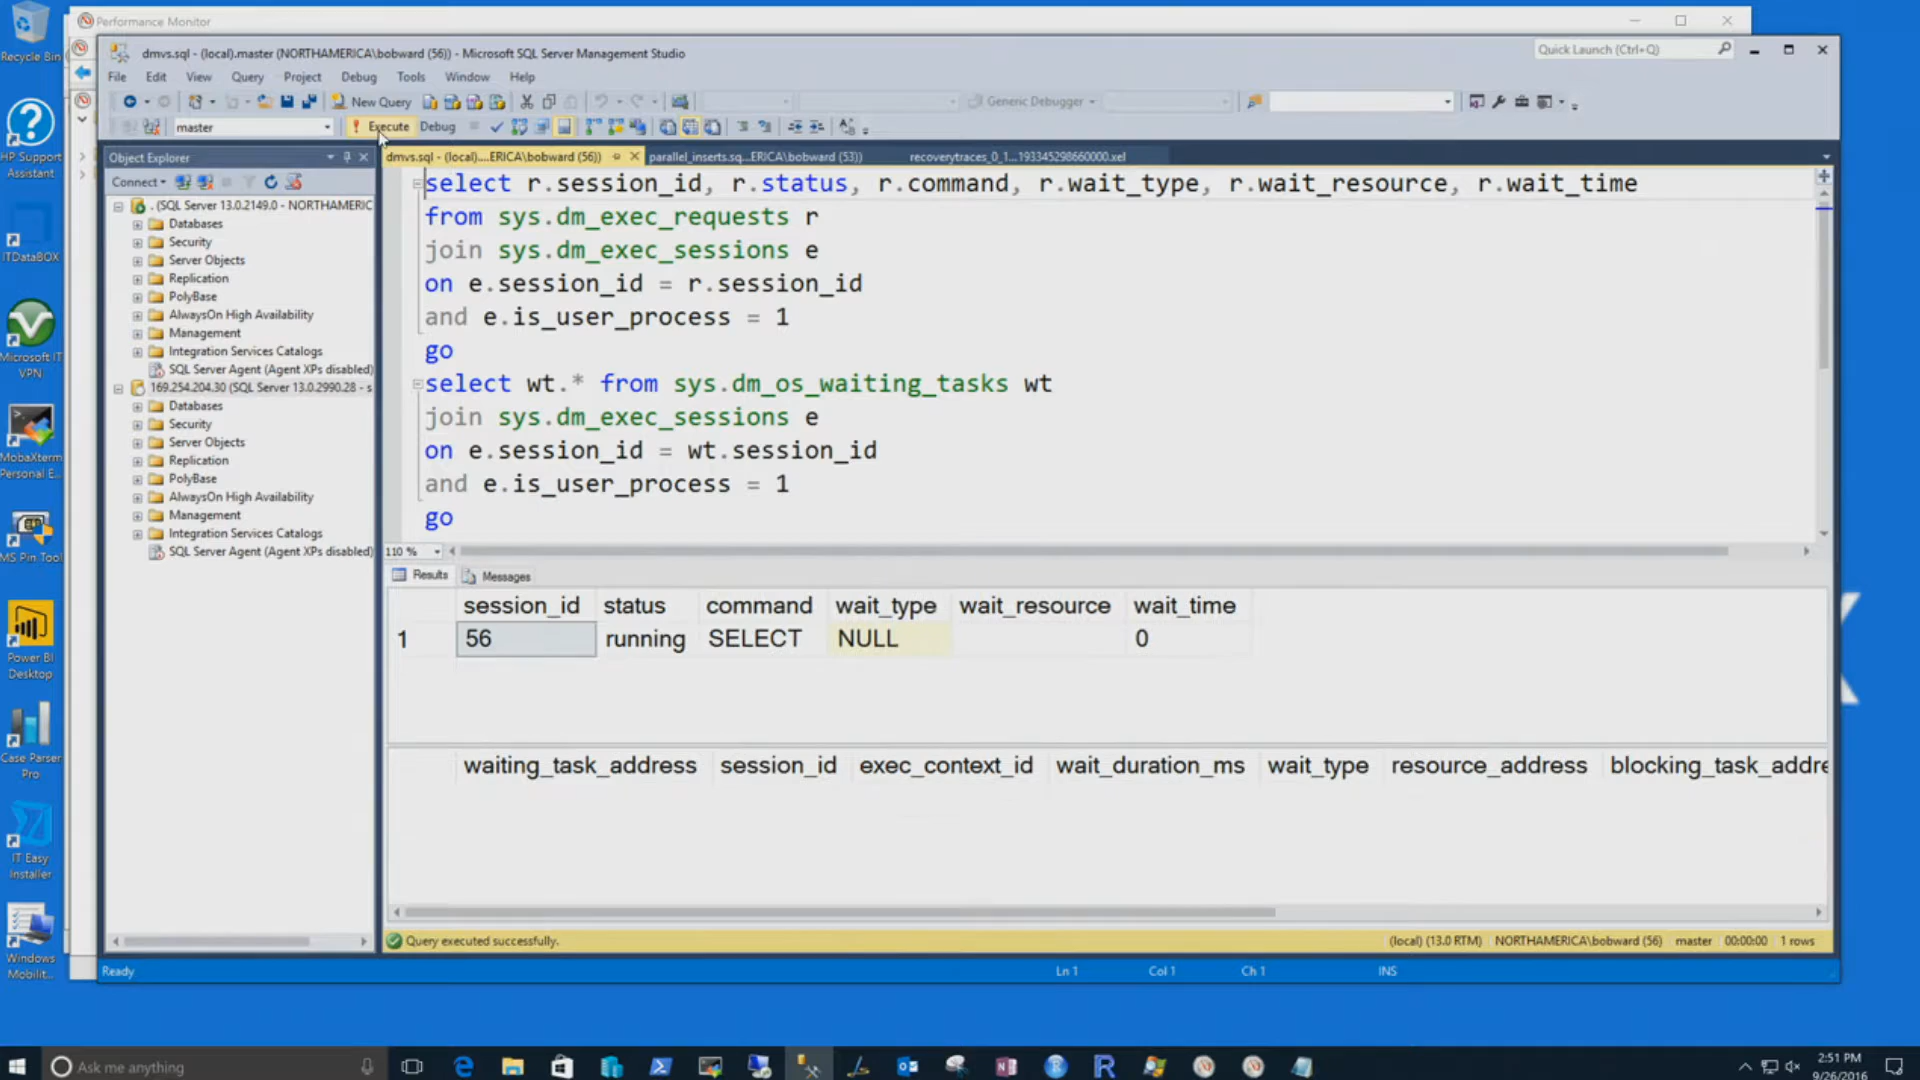 Recycle Bin
HP Support
Assistant
ITDataBOX
Microsoft IT
VPN
MobaXterm
Personal E...
MS Pin Tool
Power BI
Desktop
Case Parser
Pro
IT Easy
Installer
Windows
Mobilit...
Performance Monitor
dmvs.sql - (local).master (NORTHAMERICA\bobward (56)) - Microsoft SQL Server Management Studio
Quick Launch (Ctrl+Q)
File Edit View Query Project Debug Tools Window Help
New Query
Generic Debugger
master
Execute Debug
Object Explorer
Connect
. (SQL Server 13.0.2149.0 - NORTHAMERIC
Databases
Security
Server Objects
Replication
PolyBase
AlwaysOn High Availability
Management
Integration Services Catalogs
SQL Server Agent (Agent XPs disabled)
169.254.204.30 (SQL Server 13.0.2990.28 - s
Databases
Security
Server Objects
Replication
PolyBase
AlwaysOn High Availability
Management
Integration Services Catalogs
SQL Server Agent (Agent XPs disabled)
dmvs.sql - (local)....ERICA\bobward (56)) parallel_inserts.sq...ERICA\bobward (53)) recoverytraces_0_1...193345298660000.xel
select r.session_id, r.status, r.command, r.wait_type, r.wait_resource, r.wait_time
from sys.dm_exec_requests r
join sys.dm_exec_sessions e
on e.session_id = r.session_id
and e.is_user_process = 1
go
select wt.* from sys.dm_os_waiting_tasks wt
join sys.dm_exec_sessions e
on e.session_id = wt.session_id
and e.is_user_process = 1
go
110 %
Results Messages
session_id status command wait_type wait_resource wait_time
1 56 running SELECT NULL 0
waiting_task_address session_id exec_context_id wait_duration_ms wait_type resource_address blocking_task_addre
Query executed successfully.
(local) (13.0 RTM) NORTHAMERICA\bobward (56) master 00:00:00 1 rows
Ready Ln 1 Col 1 Ch 1 INS
Ask me anything
2:51 PM
9/26/2016